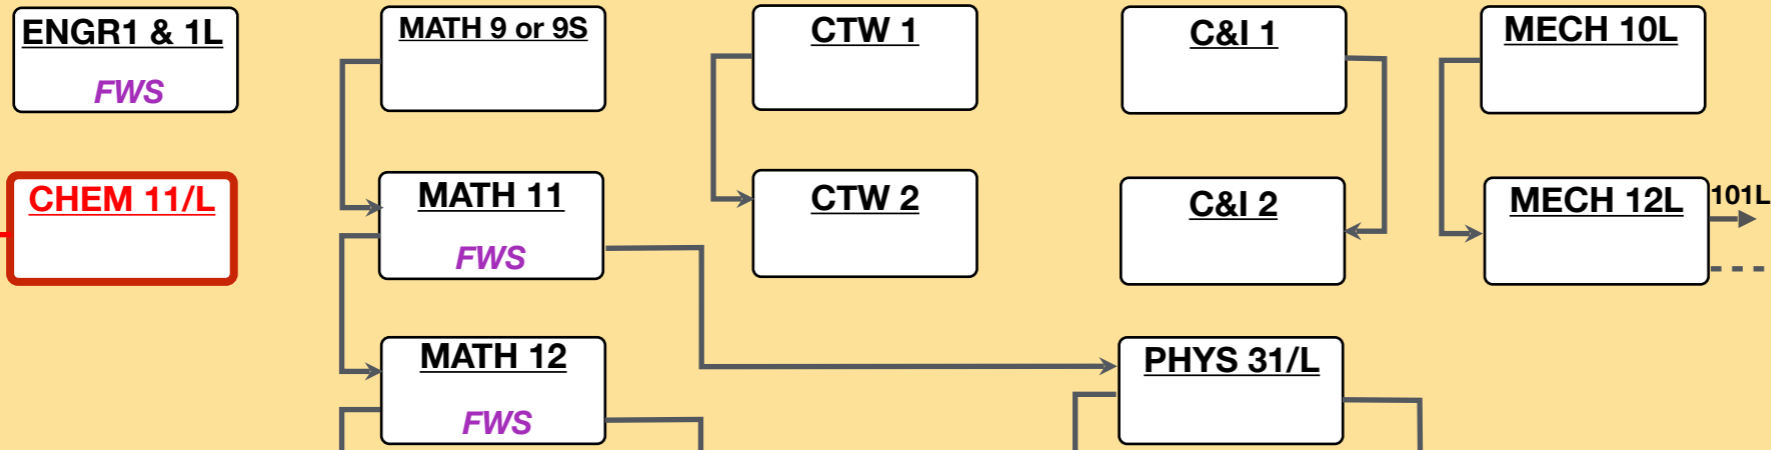 ENGR1 & 1L
FWS
MATH 9 or 9S
CTW 1
C&I 1
MECH 10L
CHEM 11/L
MATH 11
FWS
CTW 2
C&I 2
MECH 12L
101L
MATH 12
FWS
PHYS 31/L